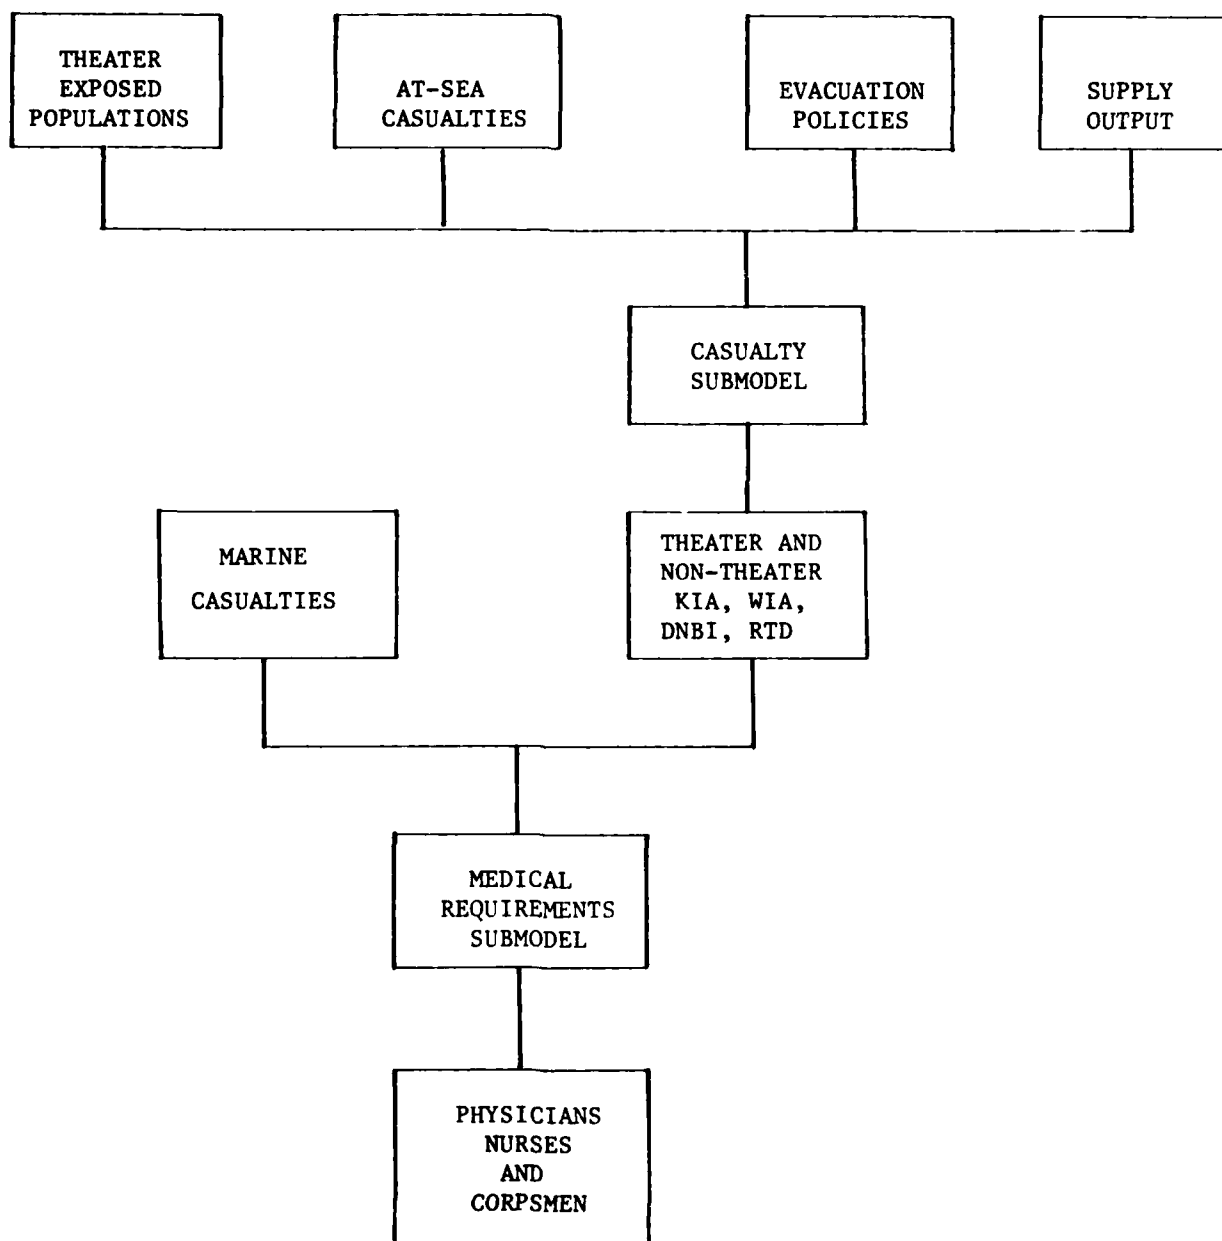 THEATER
EXPOSED
POPULATIONS
AT-SEA
CASUALTIES
EVACUATION
POLICIES
SUPPLY
OUTPUT
CASUALTY
SUBMODEL
MARINE
CASUALTIES
THEATER AND
NON-THEATER
KIA, WIA,
DNBI, RTD
MEDICAL
REQUIREMENTS
SUBMODEL
PHYSICIANS
NURSES
AND
CORPSMEN